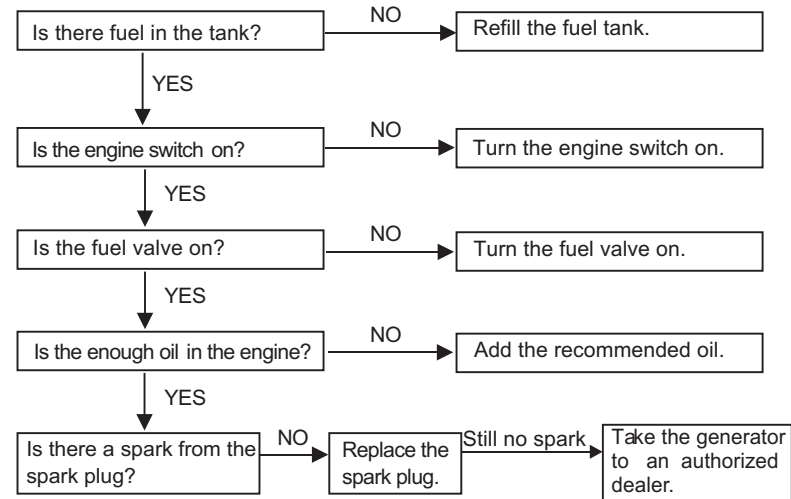 Is there fuel in the tank?
NO
Refill the fuel tank.
YES
Is the engine switch on?
NO
Turn the engine switch on.
YES
Is the fuel valve on?
NO
Turn the fuel valve on.
YES
Is the enough oil in the engine?
NO
Add the recommended oil.
YES
Is there a spark from the
spark plug?
NO
Replace the
spark plug.
Still no spark
Take the generator
to an authorized
dealer.